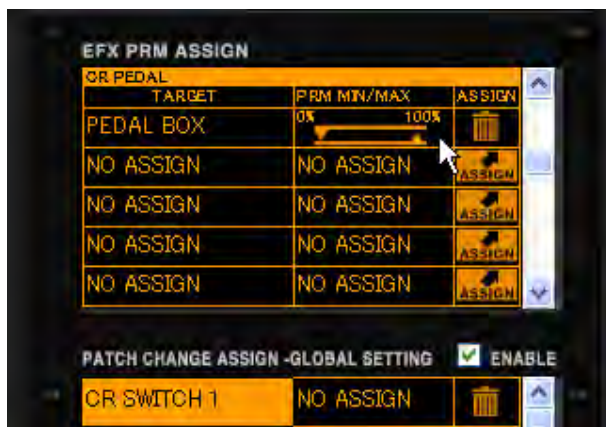 EFX PRM ASSIGN
CR PEDAL
TARGET PRM MIN/MAX ASSIGN
PEDAL BOX 0% 100%
NO ASSIGN NO ASSIGN ASSIGN
NO ASSIGN NO ASSIGN ASSIGN
NO ASSIGN NO ASSIGN ASSIGN
NO ASSIGN NO ASSIGN ASSIGN
PATCH CHANGE ASSIGN -GLOBAL SETTING ENABLE
CR SWITCH 1 NO ASSIGN